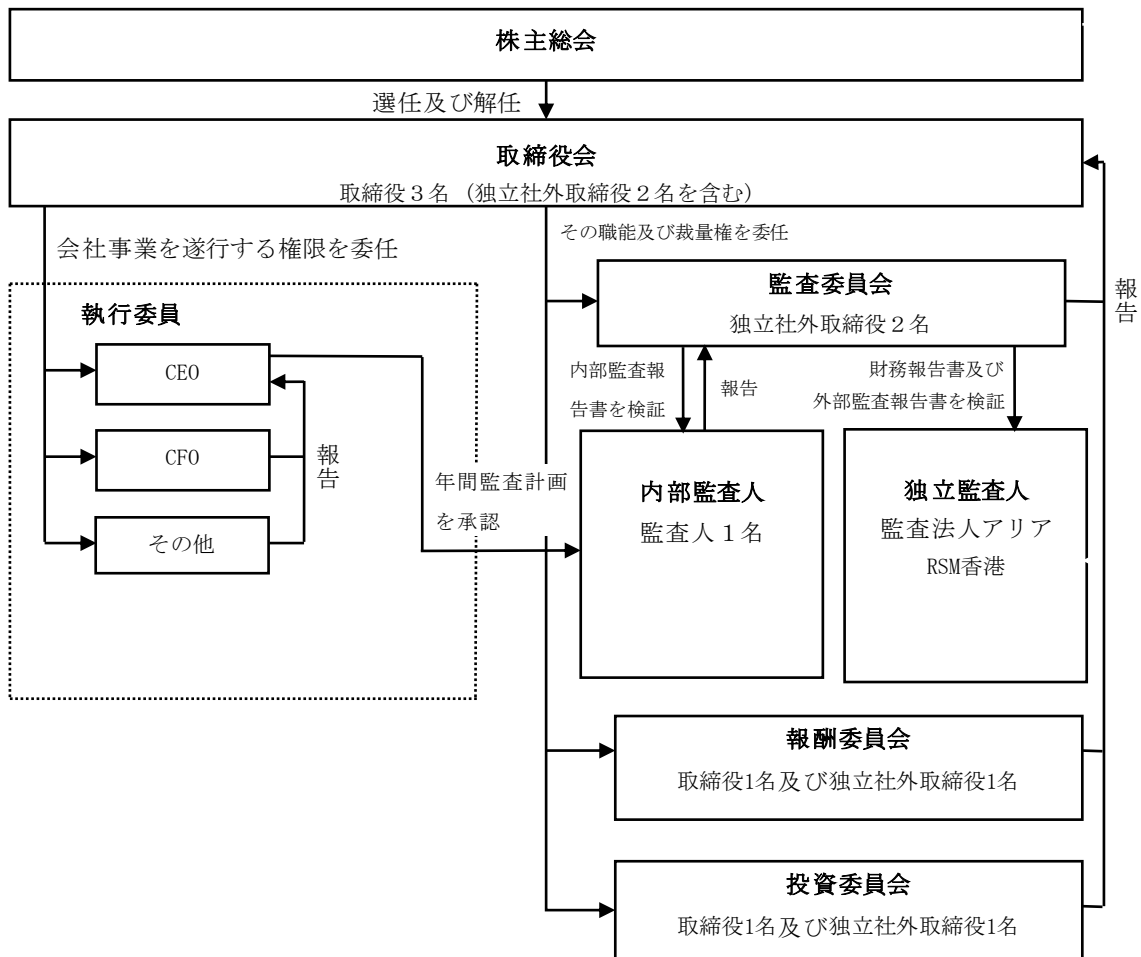 株主総会
選任及び解任
取締役会
取締役３名（独立社外取締役２名を含む）
会社事業を遂行する権限を委任
その職能及び裁量権を委任
監査委員会
独立社外取締役２名
報告
執行委員
CEO
CFO
その他
報告
内部監査報
告書を検証
報告
財務報告書及び
外部監査報告書を検証
年間監査計画
を承認
内部監査人
監査人１名
独立監査人
監査法人アリア
RSM香港
報酬委員会
取締役1名及び独立社外取締役1名
投資委員会
取締役1名及び独立社外取締役1名